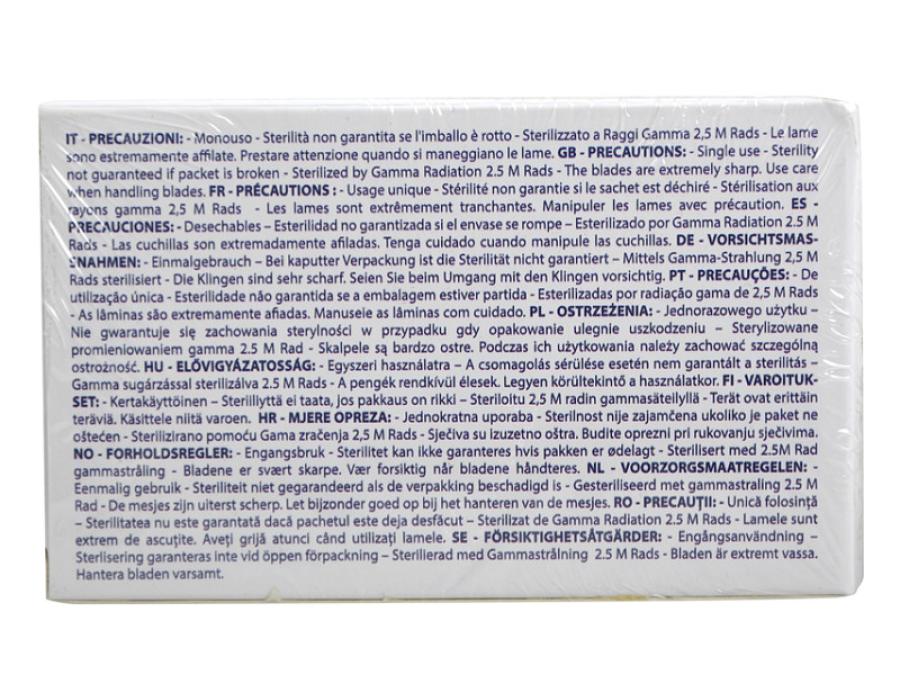 IT - PRECAUZIONI: - Monouso - Sterilità non garantita se l'imballo è rotto - Sterilizzato a Raggi Gamma 2,5 M Rads - Le lame
sono estremamente affilate. Prestare attenzione quando si maneggiano le lame. GB - PRECAUTIONS: - Single use - Sterility
not guaranteed if packet is broken - Sterilized by Gamma Radiation 2.5 M Rads - The blades are extremely sharp. Use care
when handling blades. FR - PRÉCAUTIONS : - Usage unique - Stérilité non garantie si le sachet est déchiré - Stérilisation aux
rayons gamma 2,5 M Rads - Les lames sont extrêmement tranchantes. Manipuler les lames avec précaution. ES -
PRECAUCIONES: - Desechables - Esterilidad no garantizada si el envase se rompe - Esterilizado por Gamma Radiation 2.5 M
Rads - Las cuchillas son extremadamente afiladas. Tenga cuidado cuando manipule las cuchillas. DE - VORSICHTSMAS-
SNAHMEN: - Einmalgebrauch – Bei kaputter Verpackung ist die Sterilität nicht garantiert – Mittels Gamma-Strahlung 2,5 M
Rads sterilisiert - Die Klingen sind sehr scharf. Seien Sie beim Umgang mit den Klingen vorsichtig. PT - PRECAUÇÕES: - De
utilização única - Esterilidade não garantida se a embalagem estiver partida - Esterilizadas por radiação gama de 2,5 M Rads
- As lâminas são extremamente afiadas. Manuseie as lâminas com cuidado. PL - OSTRZEŻENIA: - Jednorazowego użytku –
Nie gwarantuje się zachowania sterylności w przypadku gdy opakowanie ulegnie uszkodzeniu – Sterylizowane
promieniowaniem gamma 2.5 M Rad - Skalpele są bardzo ostre. Podczas ich użytkowania należy zachować szczególną
ostrożność. HU - ELŐVIGYÁZATOSSÁG: - Egyszeri használatra – A csomagolás sérülése esetén nem garantált a sterilitás –
Gamma sugárzással sterilizálva 2.5 M Rads - A pengék rendkívül élesek. Legyen körültekintő a használatkor. FI - VAROITUK-
SET: - Kertakäyttöinen – Steriliyttä ei taata, jos pakkaus on rikki – Steriloitu 2,5 M radin gammasäteilyllä - Terät ovat erittäin
teräviä. Käsittele niitä varoen. HR - MJERE OPREZA: - Jednokratna uporaba - Sterilnost nije zajamčena ukoliko je paket ne
oštećen - Sterilizirano pomoću Gama zračenja 2,5 M Rads - Sječiva su izuzetno oštra. Budite oprezni pri rukovanju sječivima.
NO - FORHOLDSREGLER: - Engangsbruk - Sterilitet kan ikke garanteres hvis pakken er ødelagt - Sterilisert med 2.5M Rad
gammastråling - Bladene er svært skarpe. Vær forsiktig når bladene håndteres. NL - VOORZORGSMAATREGELEN: -
Eenmalig gebruik - Steriliteit niet gegarandeerd als de verpakking beschadigd is - Gesteriliseerd met gammastraling 2.5 M
Rad - De mesjes zijn uiterst scherp. Let bijzonder goed op bij het hanteren van de mesjes. RO - PRECAUȚII: - Unică folosință
– Sterilitatea nu este garantată dacă pachetul este deja desfăcut – Sterilizat de Gamma Radiation 2.5 M Rads - Lamele sunt
extrem de ascuțite. Aveți grijă atunci când utilizați lamele. SE - FÖRSIKTIGHETSÅTGÄRDER: - Engångsanvändning –
Sterlisering garanteras inte vid öppen förpackning – Sterilierad med Gammastrålning 2.5 M Rads - Bladen är extremt vassa.
Hantera bladen varsamt.